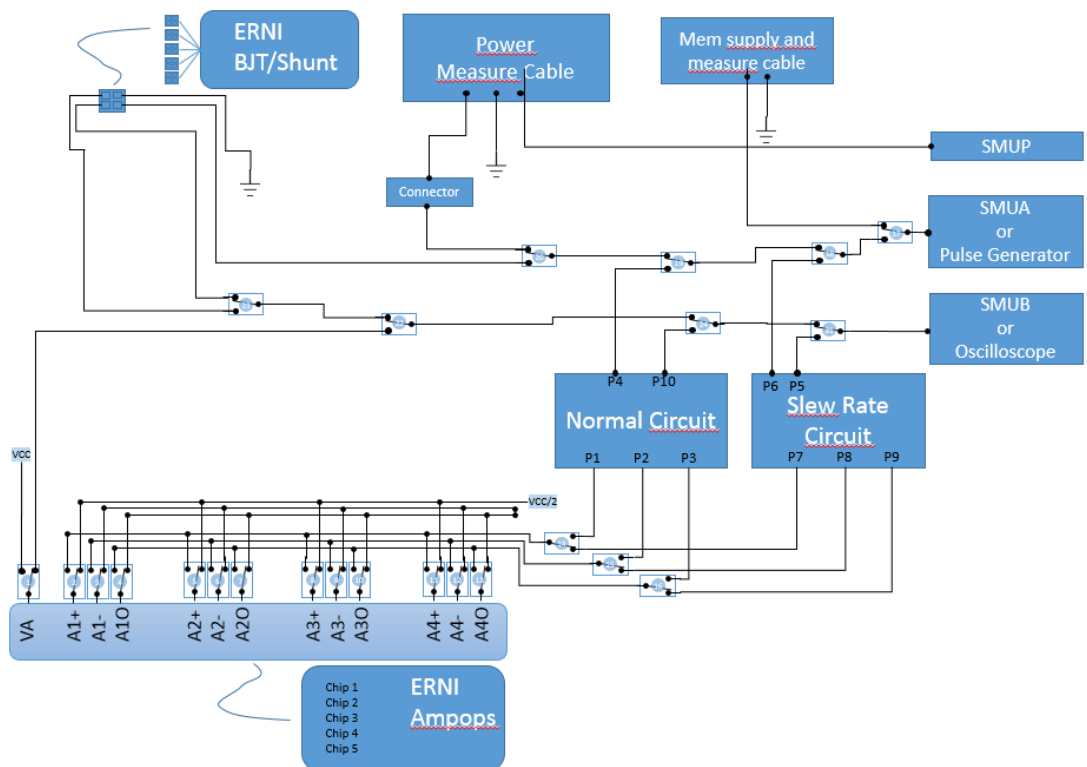 ERNI
BJT/Shunt
Power
Measure Cable
Mem supply and
measure cable
SMUP
Connector
SMUA
or
Pulse Generator
SMUB
or
Oscilloscope
P4
P10
P6
P5
Normal Circuit
Slew Rate
Circuit
P1
P2
P3
P7
P8
P9
VCC
VCC/2
VA
A1+
A1-
A1O
A2+
A2-
A2O
A3+
A3-
A3O
A4+
A4-
A4O
Chip 1
Chip 2
Chip 3
Chip 4
Chip 5
ERNI
Ampops